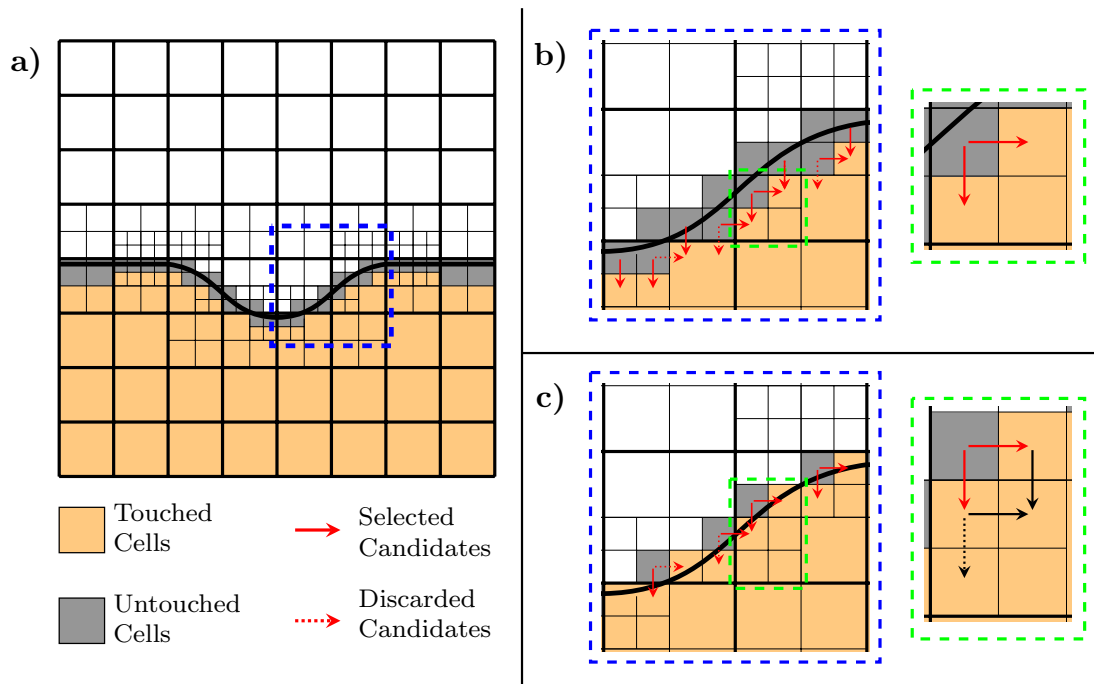 a)
b)
c)
Touched
Cells
Selected
Candidates
Untouched
Cells
Discarded
Candidates